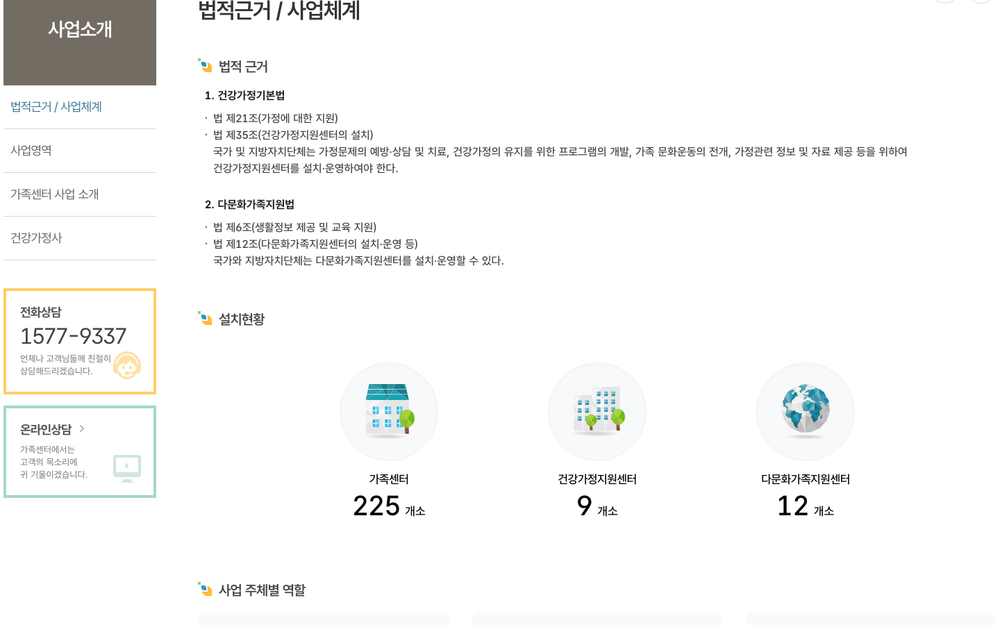 사업소개
법적근거 / 사업체계
사업영역
가족센터 사업 소개
건강가정사
전화상담
1577-9337
언제나 고객님들께 친절히
상담해드리겠습니다.
온라인상담
가족센터에서는
고객의 목소리에
귀 기울이겠습니다.
법적근거 / 사업체계
법적 근거
1. 건강가정기본법
· 법 제21조(가정에 대한 지원)
· 법 제35조(건강가정지원센터의 설치)
국가 및 지방자치단체는 가정문제의 예방·상담 및 치료, 건강가정의 유지를 위한 프로그램의 개발, 가족 문화운동의 전개, 가정관련 정보 및 자료 제공 등을 위하여
건강가정지원센터를 설치·운영하여야 한다.
2. 다문화가족지원법
· 법 제6조(생활정보 제공 및 교육 지원)
· 법 제12조(다문화가족지원센터의 설치·운영 등)
국가와 지방자치단체는 다문화가족지원센터를 설치·운영할 수 있다.
설치현황
가족센터
225 개소
건강가정지원센터
9 개소
다문화가족지원센터
12 개소
사업 주체별 역할